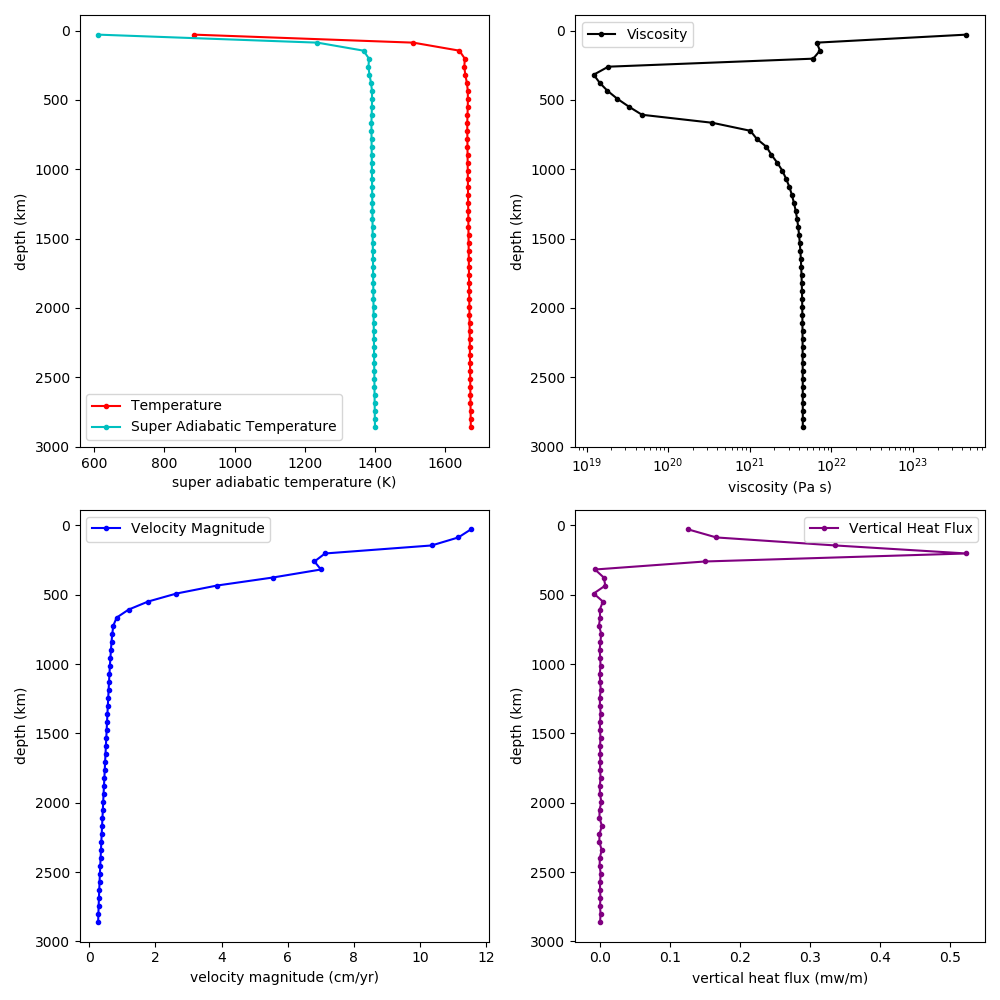 0
500
1000
1500
2000
2500
3000
depth (km)
600 800 1000 1200 1400 1600
super adiabatic temperature (K)
Temperature
Super Adiabatic Temperature
0
500
1000
1500
2000
2500
3000
depth (km)
10^19 10^20 10^21 10^22 10^23
viscosity (Pa s)
Viscosity
0
500
1000
1500
2000
2500
3000
depth (km)
0 2 4 6 8 10 12
velocity magnitude (cm/yr)
Velocity Magnitude
0
500
1000
1500
2000
2500
3000
depth (km)
0.0 0.1 0.2 0.3 0.4 0.5
vertical heat flux (mw/m)
Vertical Heat Flux